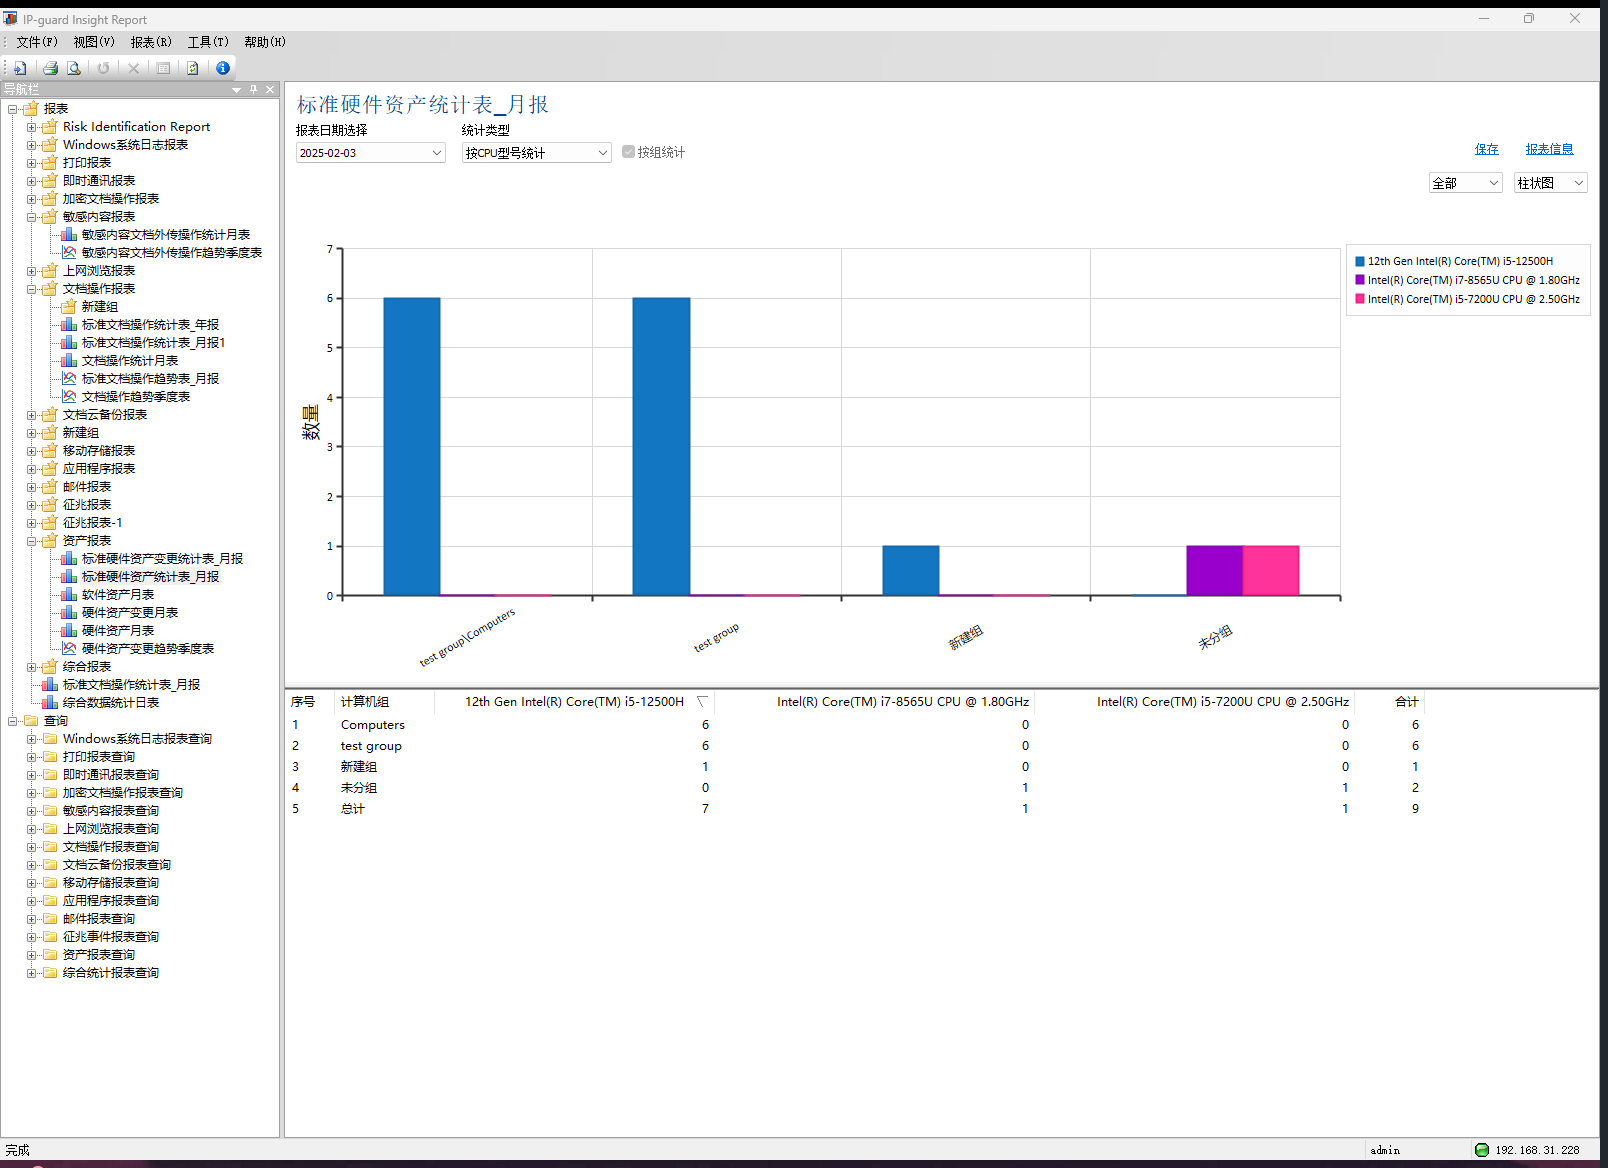 IP-guard Insight Report
文件(F) 视图(V) 报表(R) 工具(T) 帮助(H)
导航栏
报表
Risk Identification Report
Windows系统日志报表
打印报表
即时通讯报表
加密文档操作报表
敏感内容报表
敏感内容文档外传操作统计月表
敏感内容文档外传操作趋势季度表
上网浏览报表
文档操作报表
新建组
标准文档操作统计表_年报
标准文档操作统计表_月报1
文档操作统计月表
标准文档操作趋势表_月报
文档操作趋势季度表
文档云备份报表
新建组
移动存储报表
应用程序报表
邮件报表
征兆报表
征兆报表-1
资产报表
标准硬件资产变更统计表_月报
标准硬件资产统计表_月报
软件资产月表
硬件资产变更月表
硬件资产月表
硬件资产变更趋势季度表
综合报表
标准文档操作统计表_月报
综合数据统计日表
查询
Windows系统日志报表查询
打印报表查询
即时通讯报表查询
加密文档操作报表查询
敏感内容报表查询
上网浏览报表查询
文档操作报表查询
文档云备份报表查询
移动存储报表查询
应用程序报表查询
邮件报表查询
征兆事件报表查询
资产报表查询
综合统计报表查询
标准硬件资产统计表_月报
报表日期选择 统计类型
2025-02-03 按CPU型号统计 按组统计
保存 报表信息
全部 柱状图
7
6
5
4
3
2
1
0
数量
test group\Computers
test group
新建组
未分组
12th Gen Intel(R) Core(TM) i5-12500H
Intel(R) Core(TM) i7-8565U CPU @ 1.80GHz
Intel(R) Core(TM) i5-7200U CPU @ 2.50GHz
序号 计算机组 12th Gen Intel(R) Core(TM) i5-12500H Intel(R) Core(TM) i7-8565U CPU @ 1.80GHz Intel(R) Core(TM) i5-7200U CPU @ 2.50GHz 合计
1 Computers 6 0 0 6
2 test group 6 0 0 6
3 新建组 1 0 0 1
4 未分组 0 1 1 2
5 总计 7 1 1 9
完成 admin 192.168.31.228